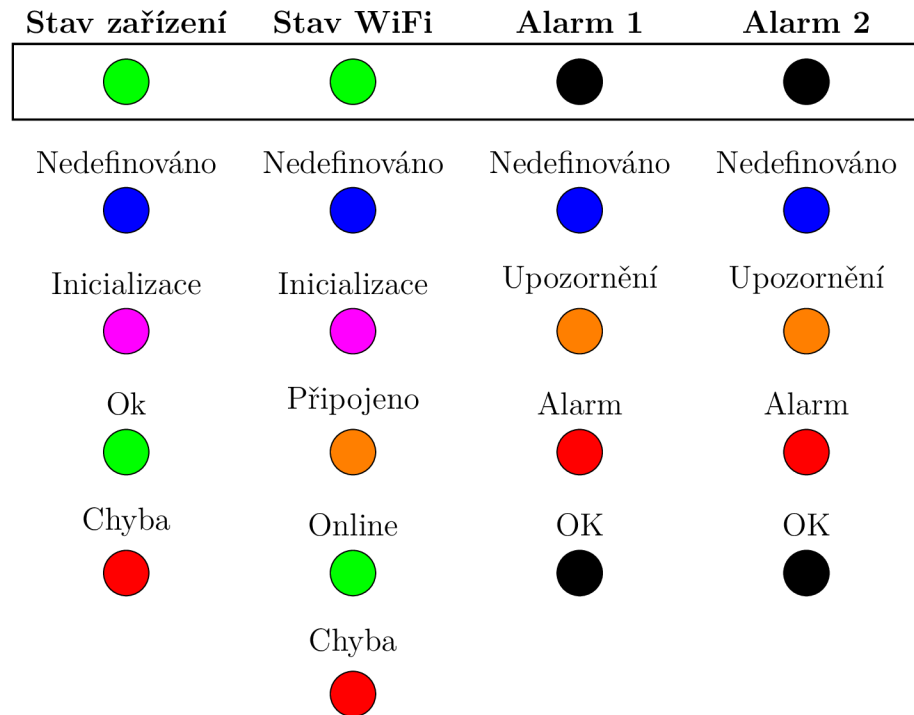 Stav zařízení Stav WiFi Alarm 1 Alarm 2
Nedefinováno Nedefinováno Nedefinováno Nedefinováno
Inicializace Inicializace Upozornění Upozornění
Ok Připojeno Alarm Alarm
Chyba Online OK OK
Chyba